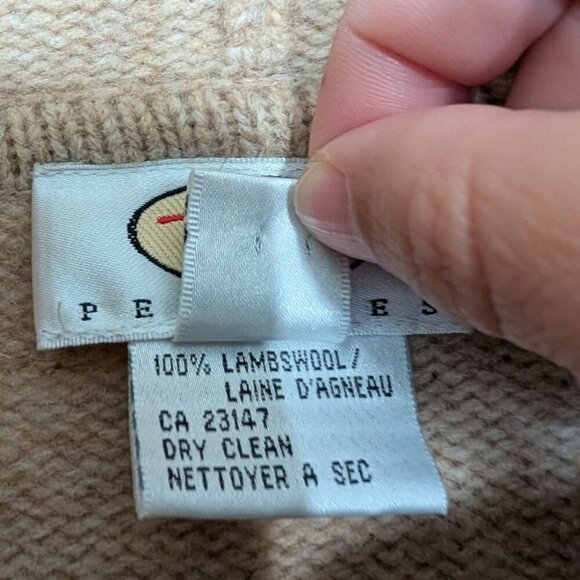 P E E S
100% LAMBSWOOL/
LAINE D'AGNEAU
CA 23147
DRY CLEAN
NETTOYER A SEC